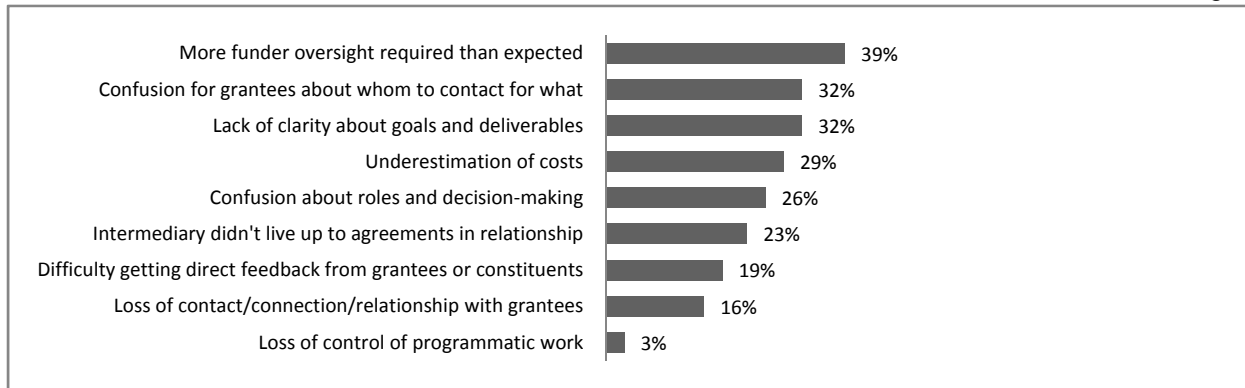 More funder oversight required than expected 39%
Confusion for grantees about whom to contact for what 32%
Lack of clarity about goals and deliverables 32%
Underestimation of costs 29%
Confusion about roles and decision-making 26%
Intermediary didn't live up to agreements in relationship 23%
Difficulty getting direct feedback from grantees or constituents 19%
Loss of contact/connection/relationship with grantees 16%
Loss of control of programmatic work 3%